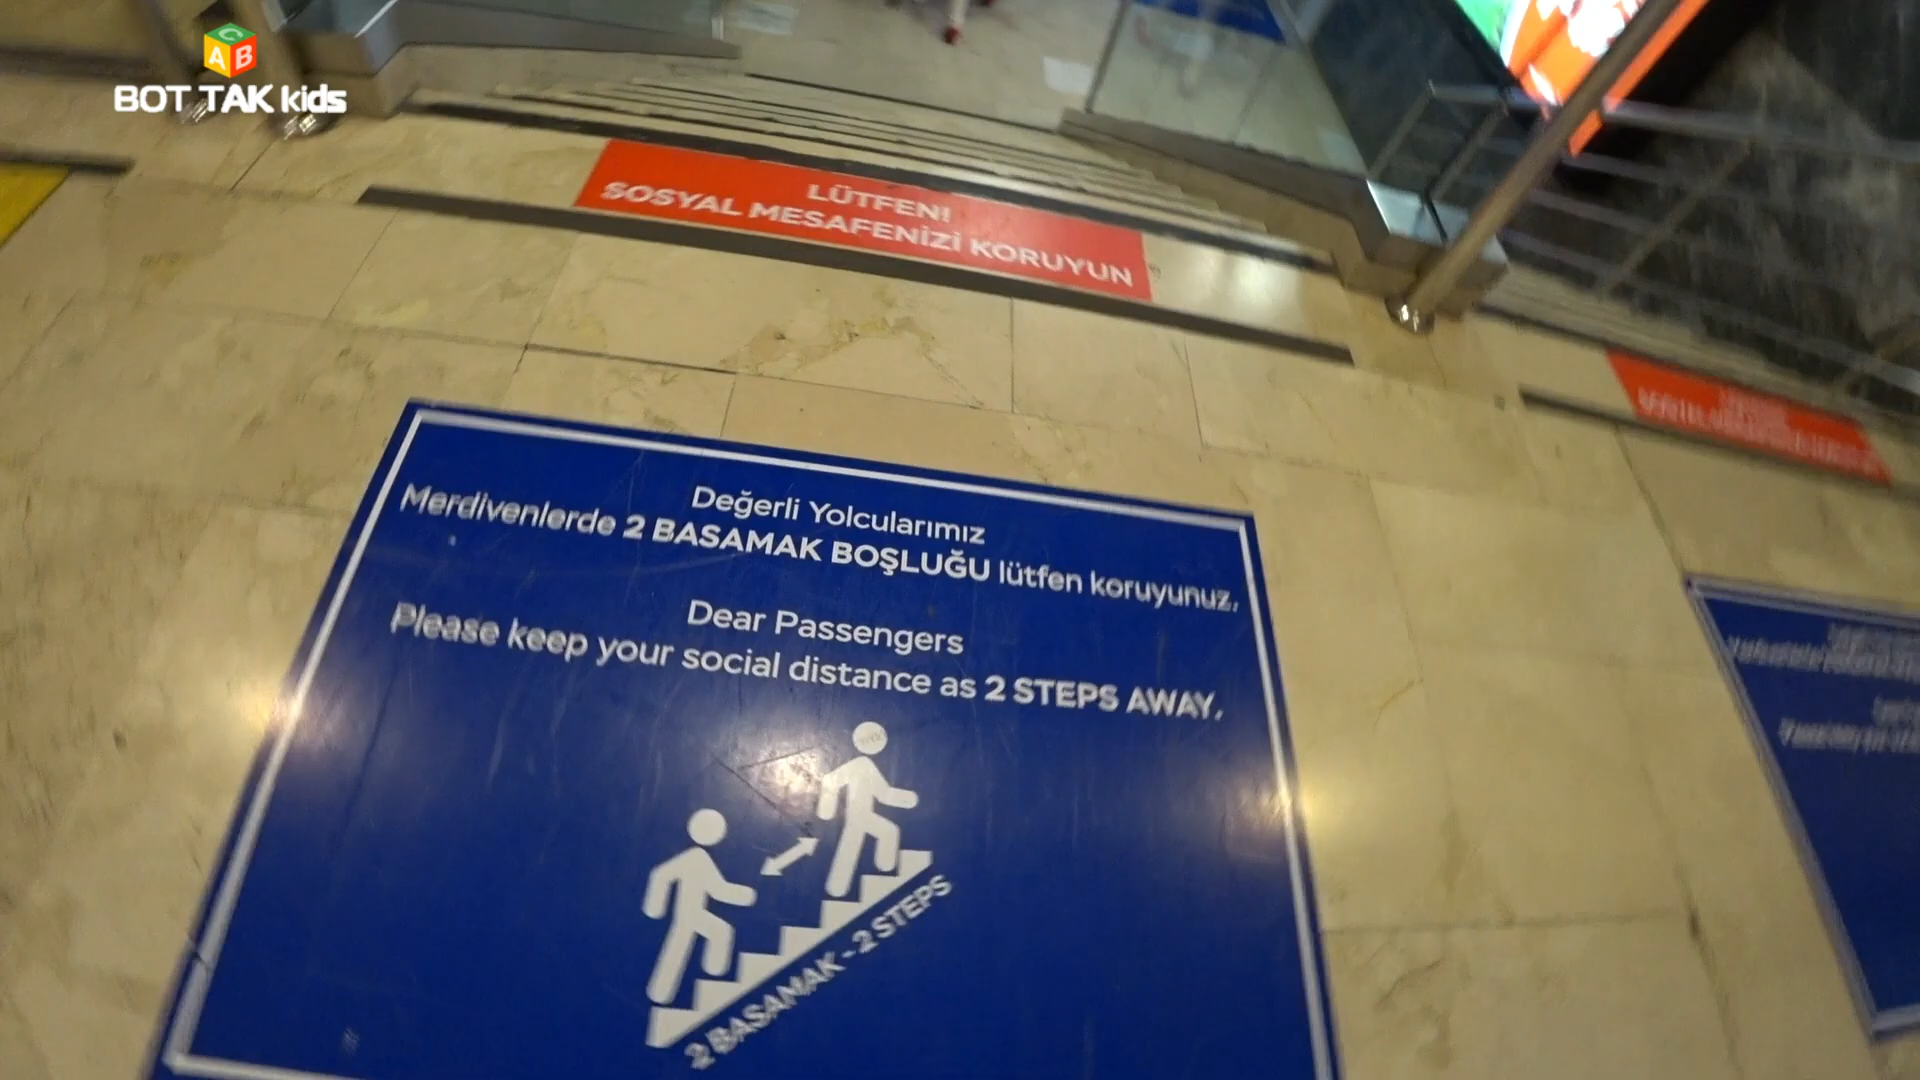 C
A B
BOT TAK kids
LÜTFEN!
SOSYAL MESAFENİZİ KORUYUN
Değerli Yolcularımız
Merdivenlerde 2 BASAMAK BOŞLUĞU lütfen koruyunuz.
Dear Passengers
Please keep your social distance as 2 STEPS AWAY.
2 BASAMAK - 2 STEPS